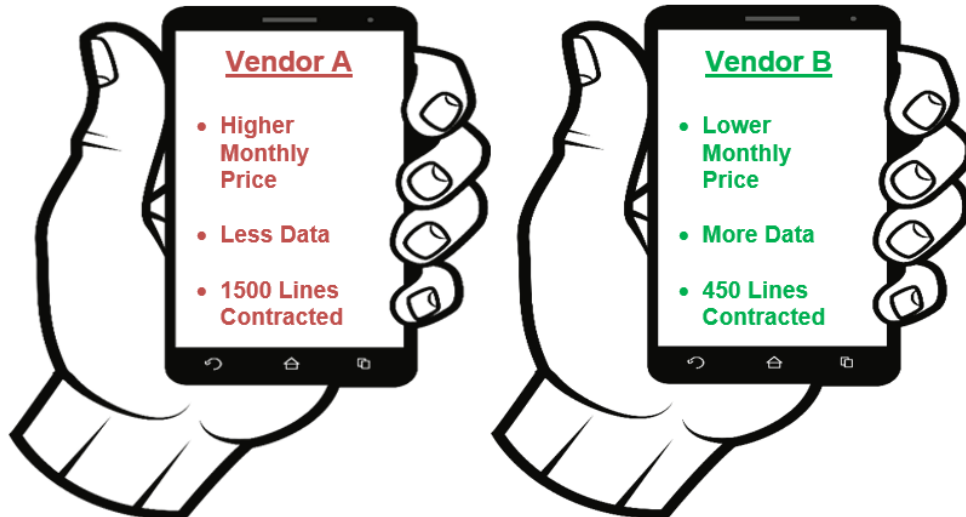 Vendor A
• Higher
Monthly
Price
• Less Data
• 1500 Lines
Contracted
Vendor B
• Lower
Monthly
Price
• More Data
• 450 Lines
Contracted